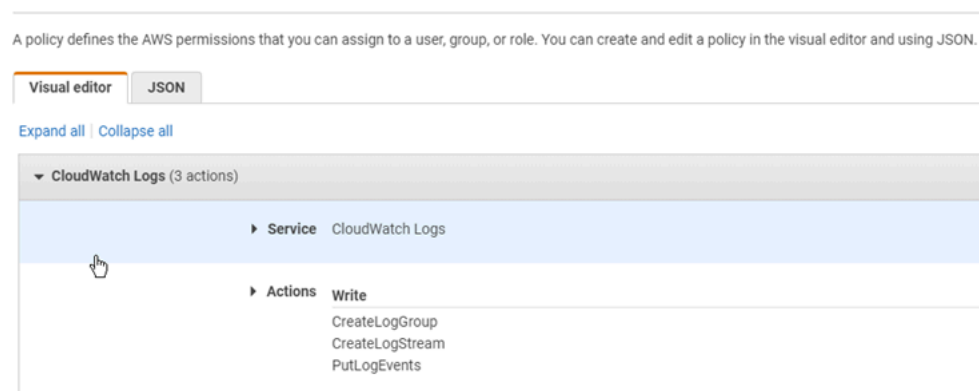 A policy defines the AWS permissions that you can assign to a user, group, or role. You can create and edit a policy in the visual editor and using JSON.
Visual editor JSON
Expand all | Collapse all
CloudWatch Logs (3 actions)
Service CloudWatch Logs
Actions Write
CreateLogGroup
CreateLogStream
PutLogEvents